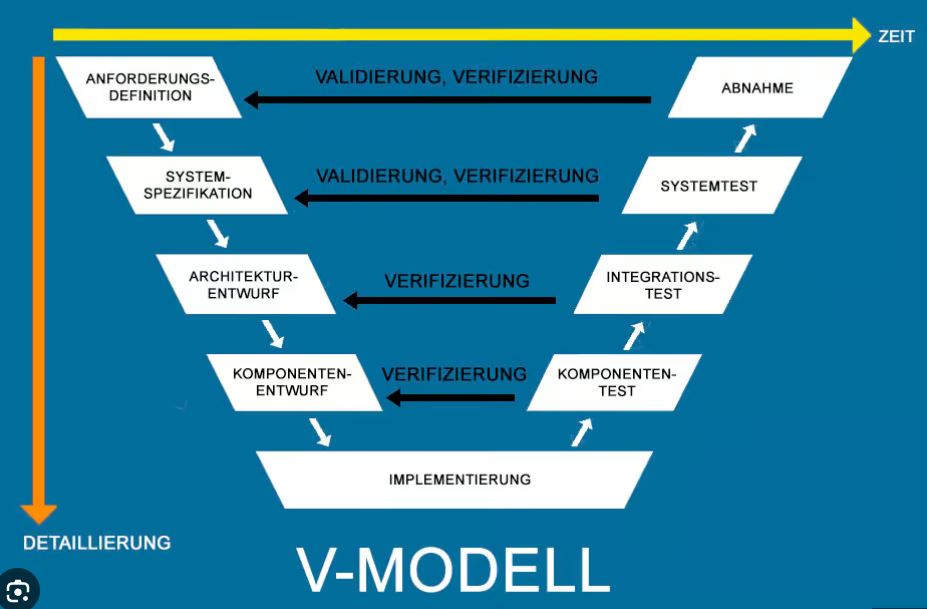 ZEIT
ANFORDERUNGS-
DEFINITION
VALIDIERUNG, VERIFIZIERUNG
ABNAHME
SYSTEM-
SPEZIFIKATION
VALIDIERUNG, VERIFIZIERUNG
SYSTEMTEST
ARCHITEKTUR-
ENTWURF
VERIFIZIERUNG
INTEGRATIONS-
TEST
KOMPONENTEN-
ENTWURF
VERIFIZIERUNG
KOMPONENTEN-
TEST
IMPLEMENTIERUNG
DETAILLIERUNG
V-MODELL